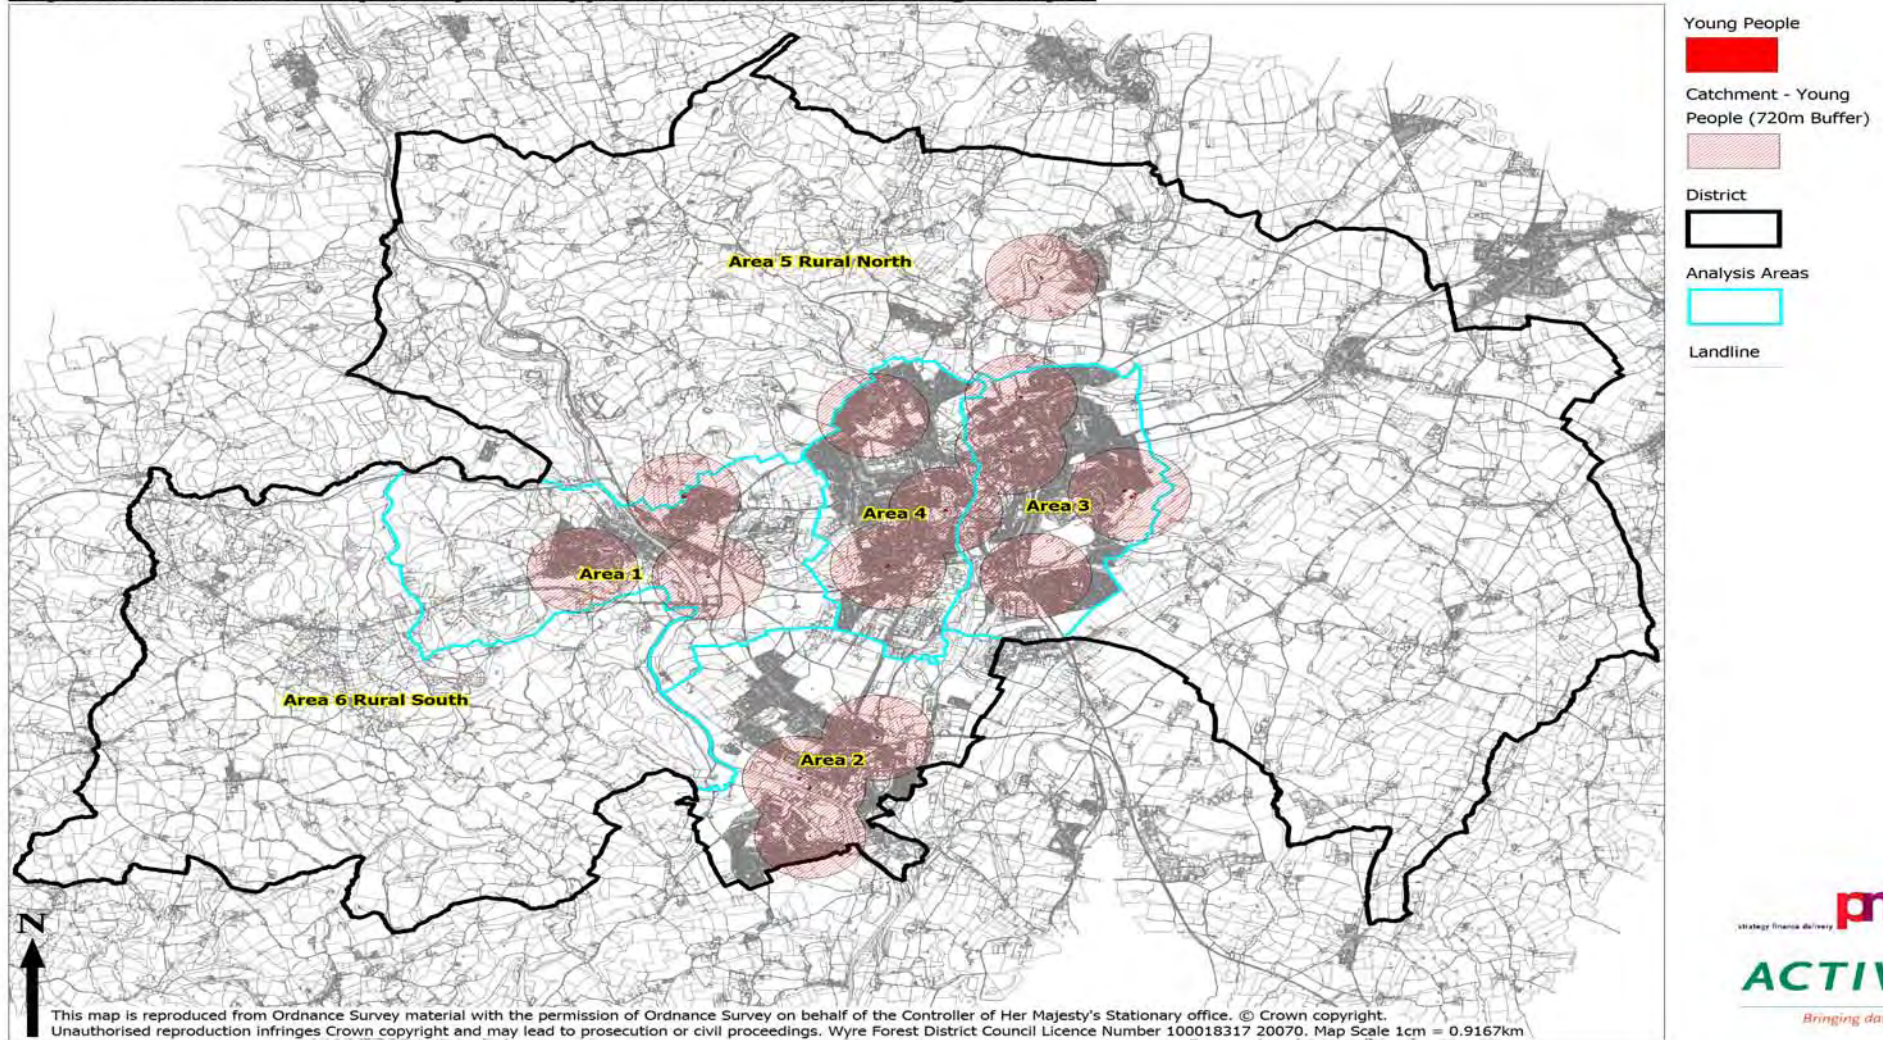 Young People
Catchment - Young
People (720m Buffer)
District
Analysis Areas
Landline
Area 5 Rural North
Area 4
Area 3
Area 1
Area 6 Rural South
Area 2
N
This map is reproduced from Ordnance Survey material with the permission of Ordnance Survey on behalf of the Controller of Her Majesty's Stationary office. © Crown copyright.
Unauthorised reproduction infringes Crown copyright and may lead to prosecution or civil proceedings. Wyre Forest District Council Licence Number 100018317 20070. Map Scale 1cm = 0.9167km
strategy finance delivery
Bringing